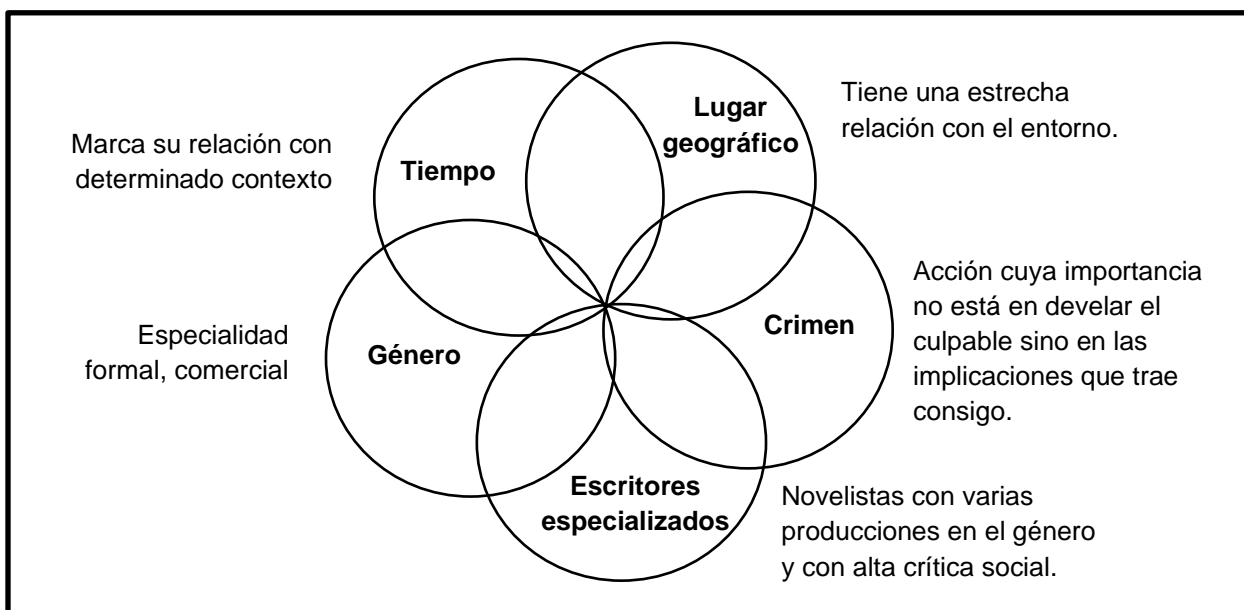 Lugar
geográfico
Tiene una estrecha
relación con el entorno.
Marca su relación con
determinado contexto
Tiempo
Acción cuya importancia
no está en develar el
culpable sino en las
implicaciones que trae
consigo.
Crimen
Especialidad
formal, comercial
Género
Escritores
especializados
Novelistas con varias
producciones en el género
y con alta crítica social.